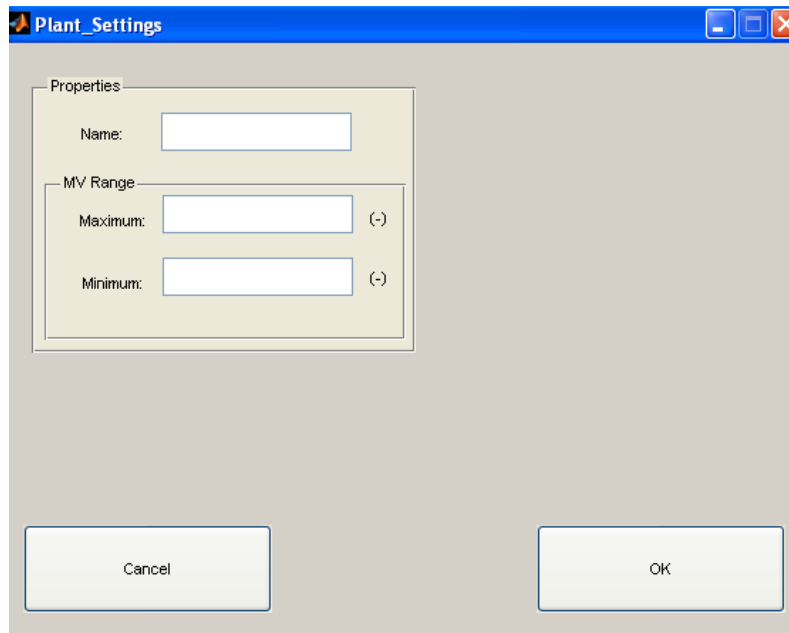 Plant_Settings
Properties
Name:
MV Range
Maximum: (-)
Minimum: (-)
Cancel OK